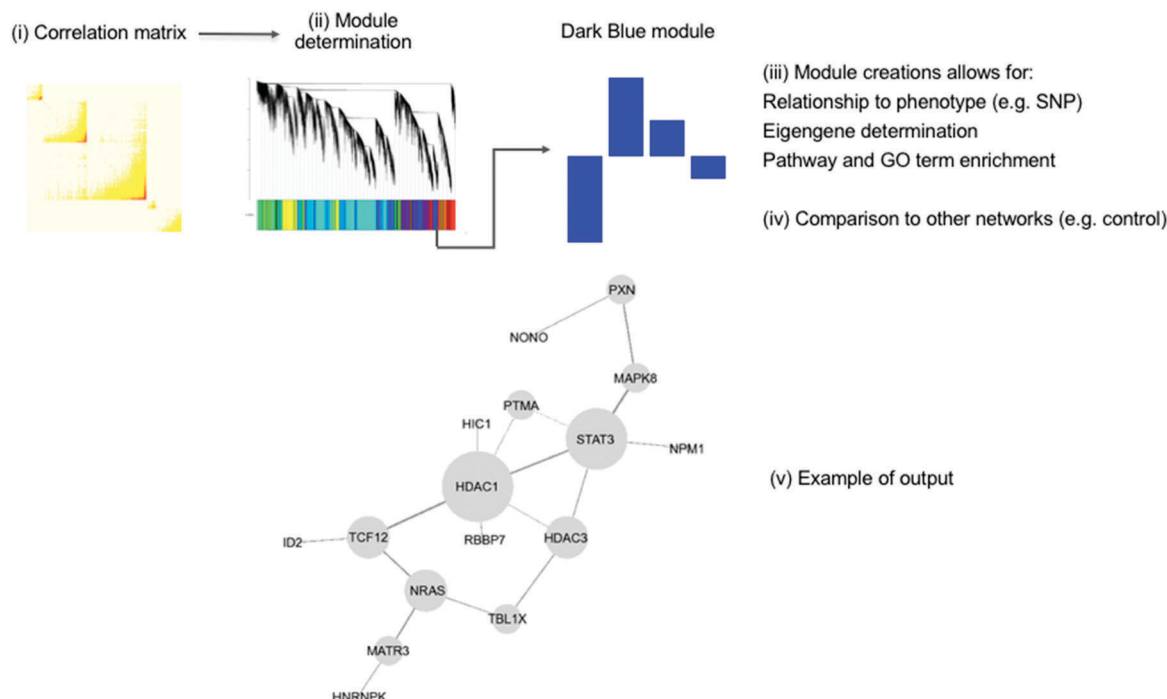 (i) Correlation matrix
(ii) Module
determination
Dark Blue module
(iii) Module creations allows for:
Relationship to phenotype (e.g. SNP)
Eigengene determination
Pathway and GO term enrichment
(iv) Comparison to other networks (e.g. control)
PXN
NONO
MAPK8
PTMA
HIC1
STAT3
NPM1
HDAC1
(v) Example of output
TCF12
ID2
RBBP7
HDAC3
NRAS
TBL1X
MATR3
HNRNPK